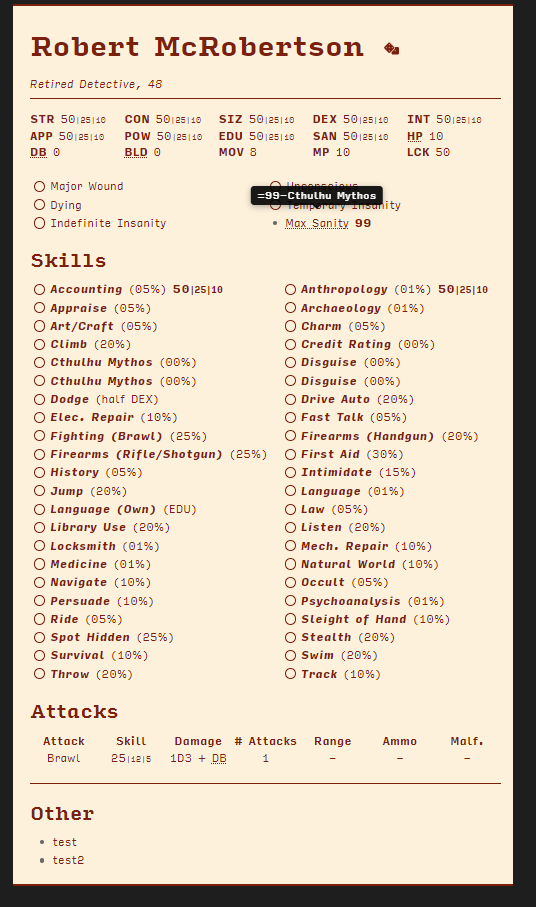 Robert McRobertson
Retired Detective, 48
STR 50|25|10 CON 50|25|10 SIZ 50|25|10 DEX 50|25|10 INT 50|25|10
APP 50|25|10 POW 50|25|10 EDU 50|25|10 SAN 50|25|10 HP 10
DB 0 BLD 0 MOV 8 MP 10 LCK 50
Major Wound Unconscious
=99-Cthulhu Mythos
Dying Temporary Insanity
Indefinite Insanity Max Sanity 99
Skills
Accounting (05%) 50|25|10 Anthropology (01%) 50|25|10
Appraise (05%) Archaeology (01%)
Art/Craft (05%) Charm (05%)
Climb (20%) Credit Rating (00%)
Cthulhu Mythos (00%) Disguise (00%)
Cthulhu Mythos (00%) Disguise (00%)
Dodge (half DEX) Drive Auto (20%)
Elec. Repair (10%) Fast Talk (05%)
Fighting (Brawl) (25%) Firearms (Handgun) (20%)
Firearms (Rifle/Shotgun) (25%) First Aid (30%)
History (05%) Intimidate (15%)
Jump (20%) Language (01%)
Language (Own) (EDU) Law (05%)
Library Use (20%) Listen (20%)
Locksmith (01%) Mech. Repair (10%)
Medicine (01%) Natural World (10%)
Navigate (10%) Occult (05%)
Persuade (10%) Psychoanalysis (01%)
Ride (05%) Sleight of Hand (10%)
Spot Hidden (25%) Stealth (20%)
Survival (10%) Swim (20%)
Throw (20%) Track (10%)
Attacks
Attack Skill Damage # Attacks Range Ammo Malf.
Brawl 25|12|5 1D3 + DB 1 – – –
Other
test
test2